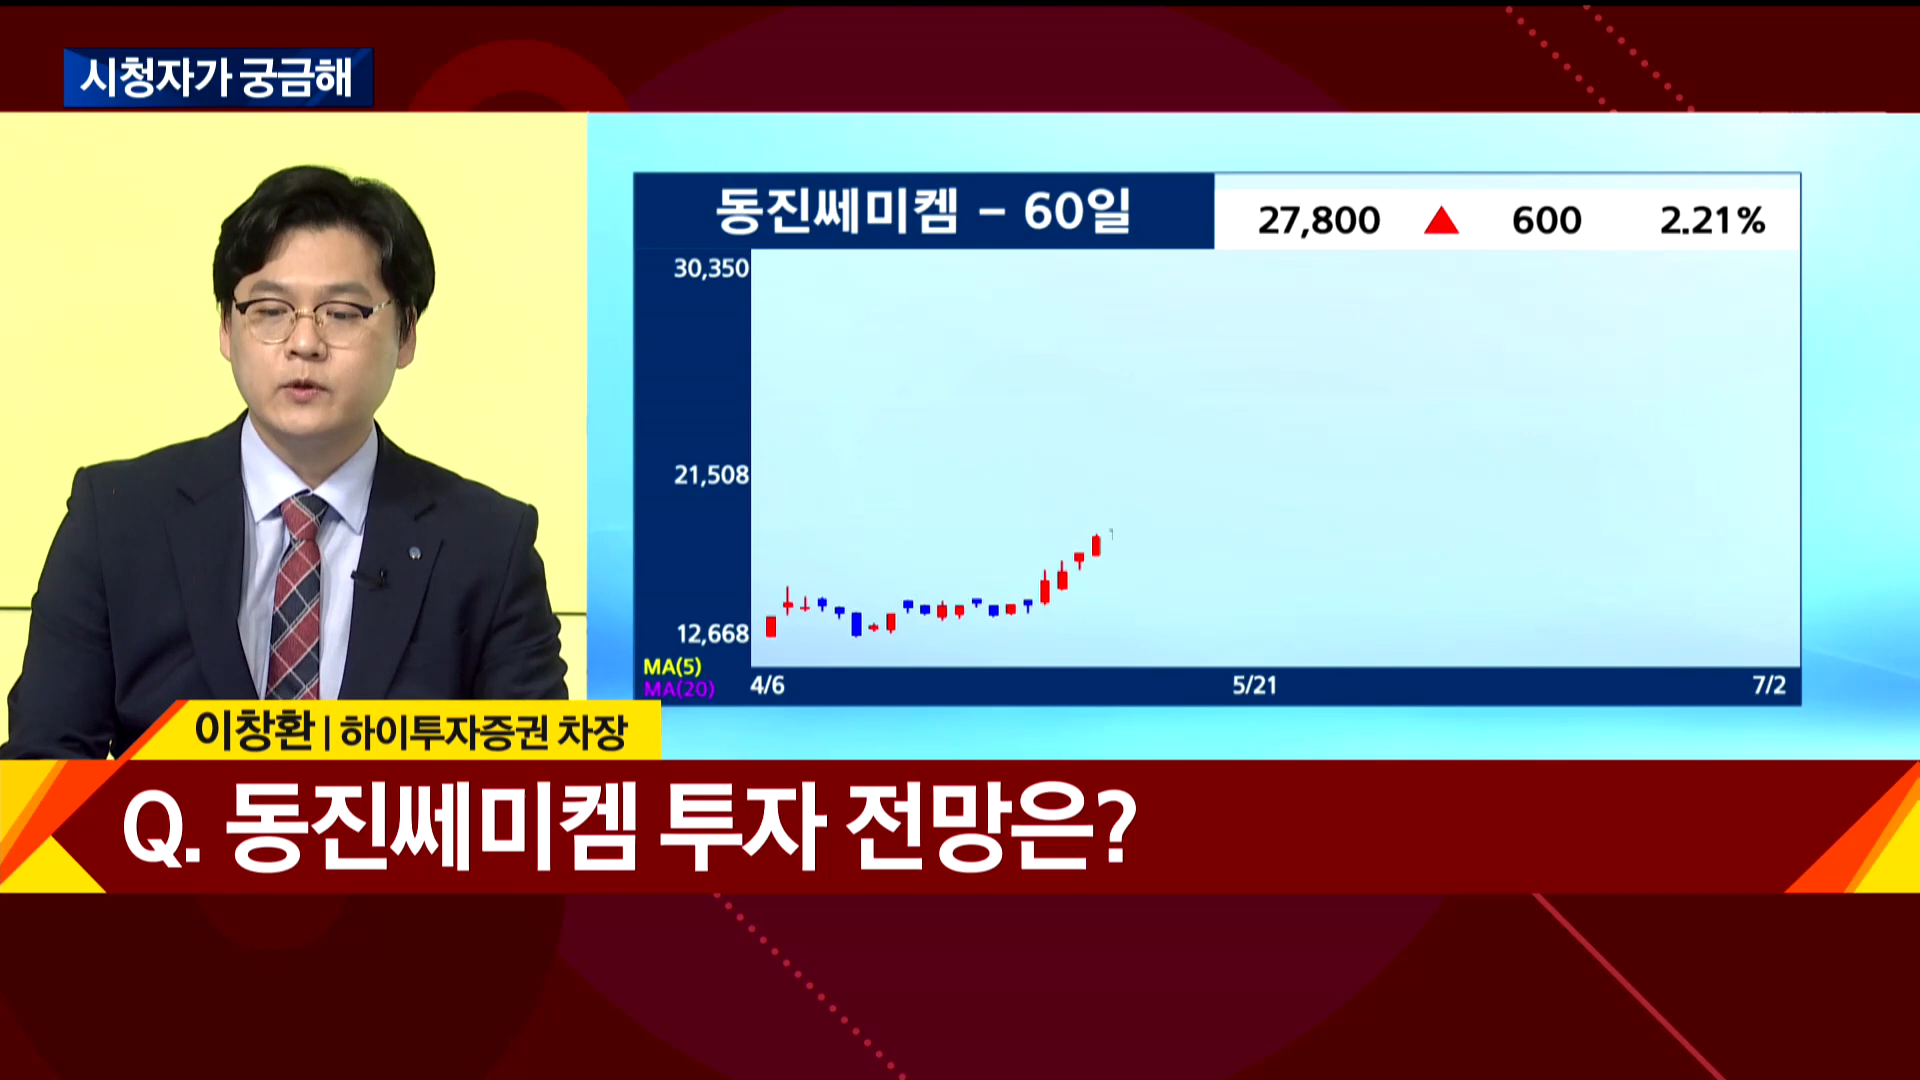 시청자가 궁금해
동진쎄미켐 - 60일
27,800 ▲ 600 2.21%
30,350
21,508
12,668
MA(5)
MA(20)
4/6 5/21 7/2
이창환 | 하이투자증권 차장
Q. 동진쎄미켐 투자 전망은?